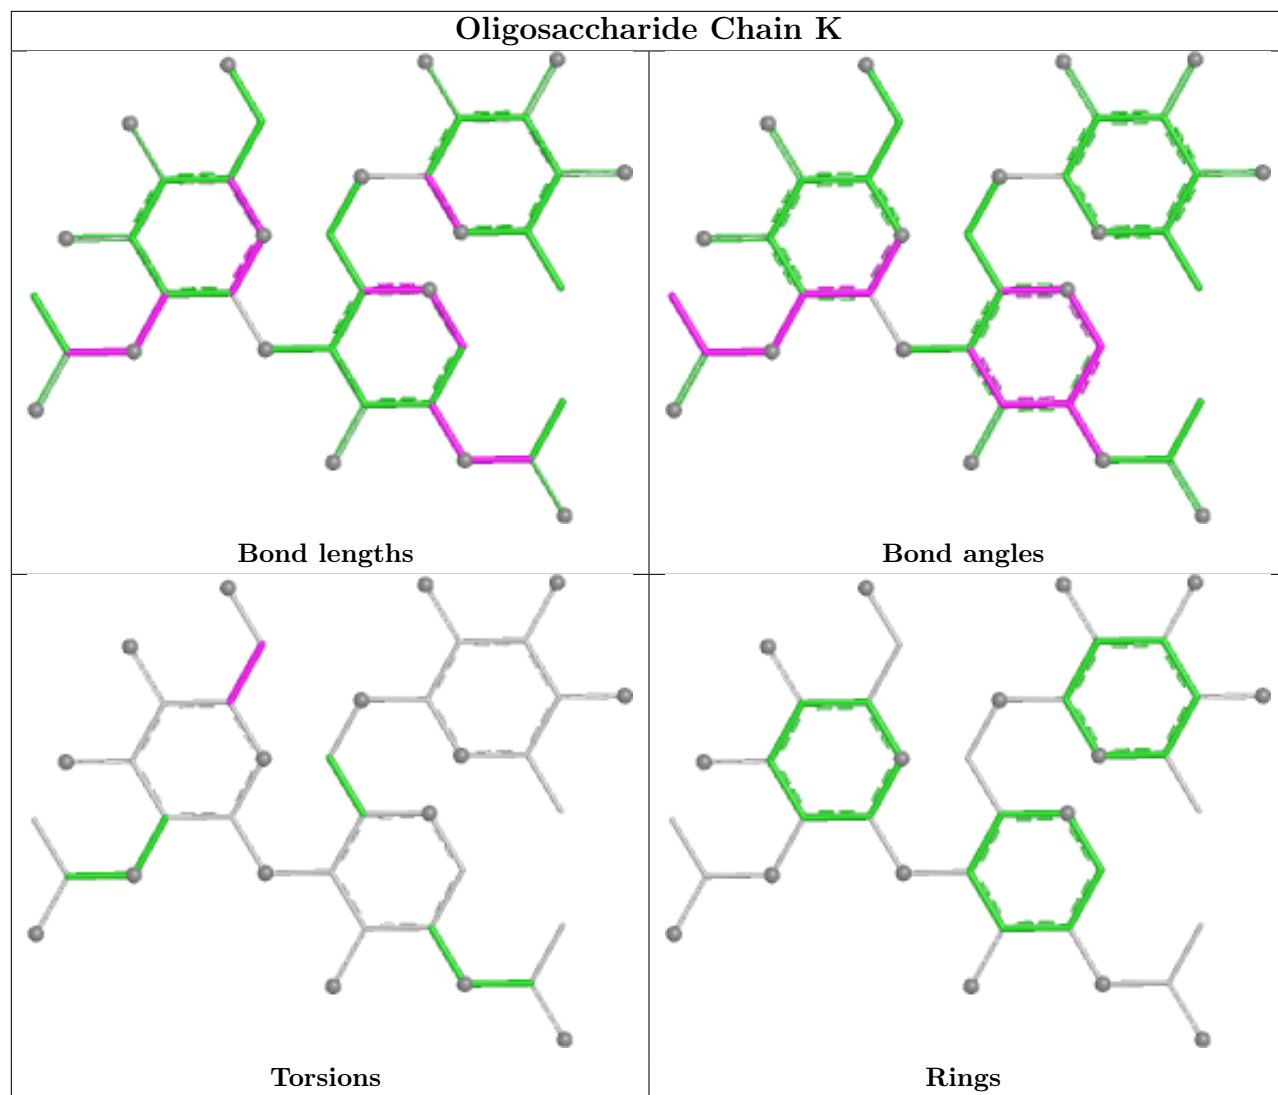 Oligosaccharide Chain K
Bond lengths
Bond angles
Torsions
Rings